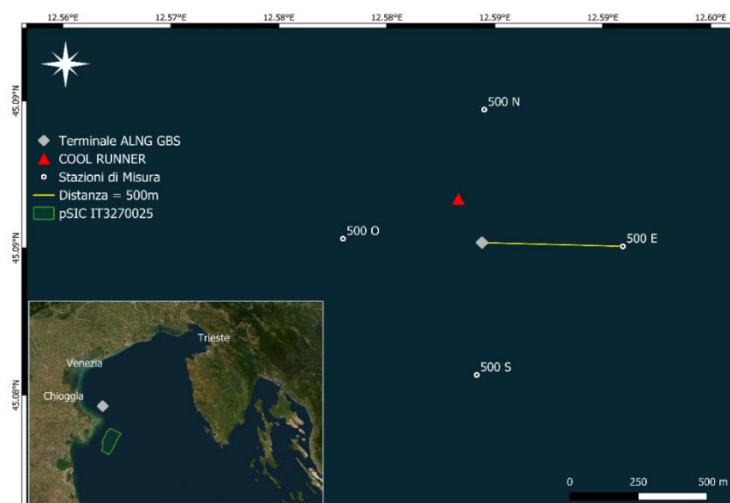 12.56°E 12.57°E 12.58°E 12.58°E 12.59°E 12.59°E 12.60°E
45.09°N
500 N
Terminale ALNG GBS
COOL RUNNER
Stazioni di Misura
Distanza = 500m
pSIC IT3270025
500 O
500 E
45.09°N
Trieste
Venezia
Chioggia
500 S
45.08°N
0 250 500 m